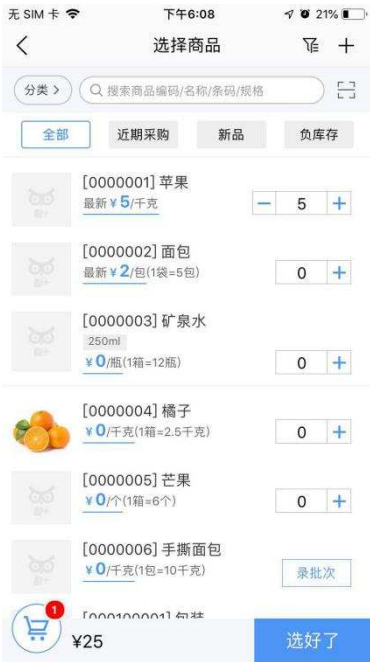 无 SIM 卡 下午6:08 21%
选择商品
分类 > 搜索商品编码/名称/条码/规格
全部 近期采购 新品 负库存
[0000001] 苹果
最新¥5/千克 − 5 +
[0000002] 面包
最新¥2/包(1袋=5包)
0 +
[0000003] 矿泉水
250ml
¥0/瓶(1箱=12瓶) 0 +
[0000004] 橘子
¥0/千克(1箱=2.5千克)
0 +
[0000005] 芒果
¥0/个(1箱=6个) 0 +
[0000006] 手撕面包
¥0/千克(1包=10千克) 录批次
[000100001] 包装
1
¥25 选好了